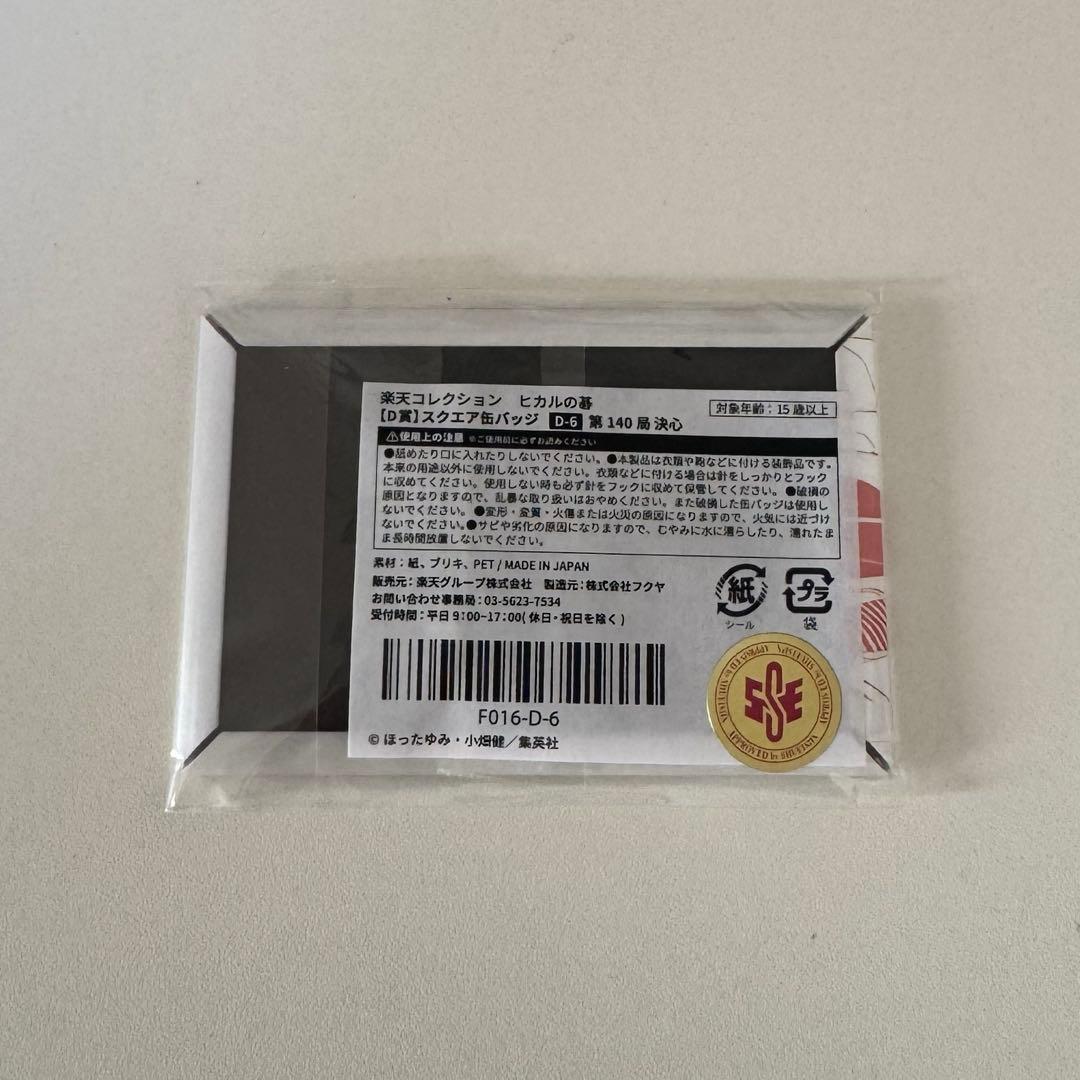 楽天コレクション ヒカルの碁
【D賞】スクエア缶バッジ D-6 第140局 決心
対象年齢:15歳以上
⚠使用上の注意 ※ご使用前に必ずお読みください
●舐めたり口に入れたりしないでください。●本製品は衣類や鞄などに付ける装飾品です。
本来の用途以外に使用しないでください。衣類などに付ける場合は針をしっかりとフック
に収めてください。使用しない時も必ず針をフックに収めて保管してください。●破損の
原因となりますので、乱暴な取り扱いはおやめください。また破損した缶バッジは使用し
ないでください。●変形・変質・火傷または火災の原因になりますので、火気には近づけ
ないでください。●サビや劣化の原因になりますので、むやみに水に濡らしたり、濡れたま
ま長時間放置しないでください。
素材:紙、ブリキ、PET / MADE IN JAPAN
販売元:楽天グループ株式会社 製造元:株式会社フクヤ
お問い合わせ事務局:03-5623-7534
受付時間:平日9:00~17:00(休日・祝日を除く)
紙
シール
プラ
袋
F016-D-6
© ほったゆみ・小畑健/集英社
SSE
APPROVED by SHUEISHA